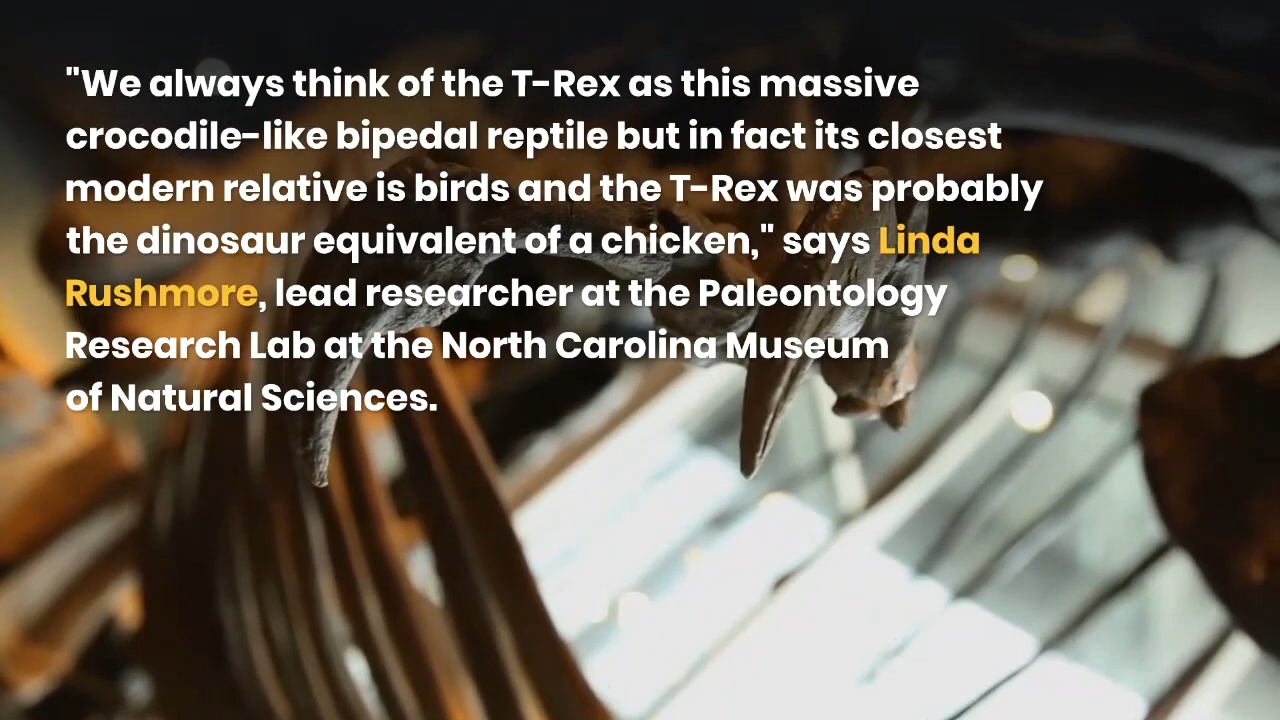 "We always think of the T-Rex as this massive
crocodile-like bipedal reptile but in fact its closest
modern relative is birds and the T-Rex was probably
the dinosaur equivalent of a chicken," says Linda
Rushmore, lead researcher at the Paleontology
Research Lab at the North Carolina Museum
of Natural Sciences.